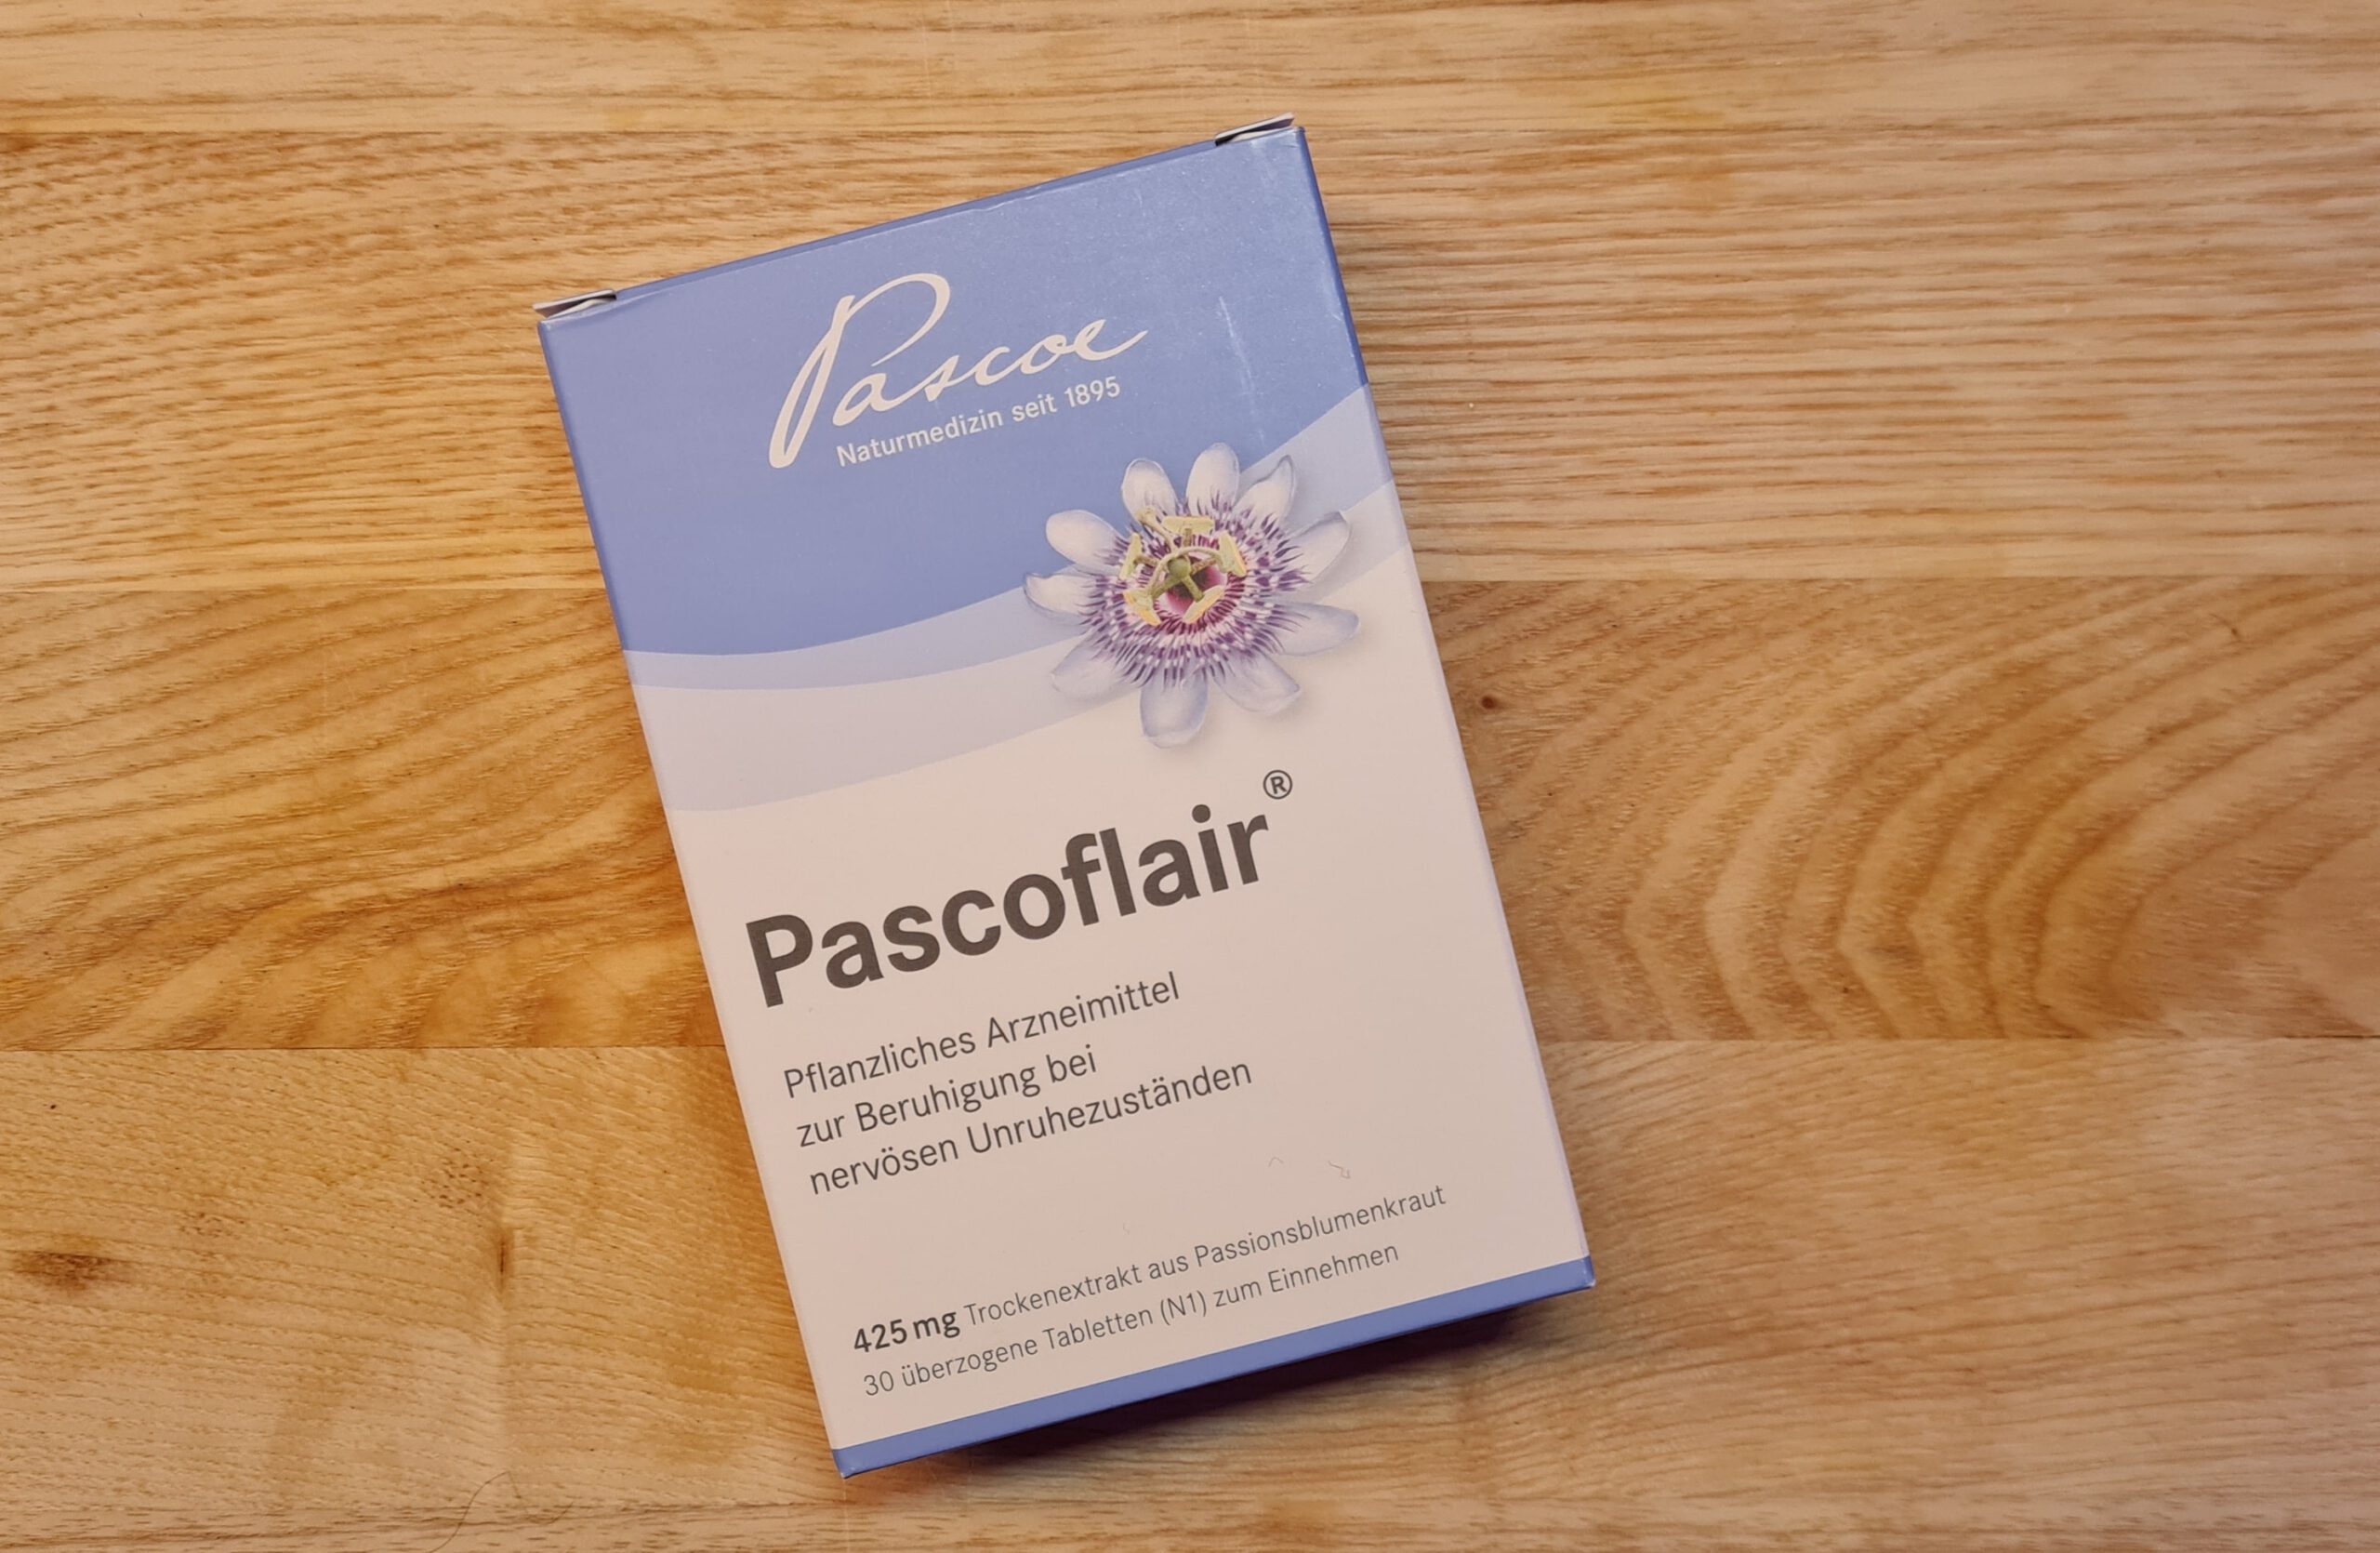 Pascoe
Naturmedizin seit 1895
Pascoflair®
Pflanzliches Arzneimittel
zur Beruhigung bei
nervösen Unruhezuständen
425 mg Trockenextrakt aus Passionsblumenkraut
30 überzogene Tabletten (N1) zum Einnehmen